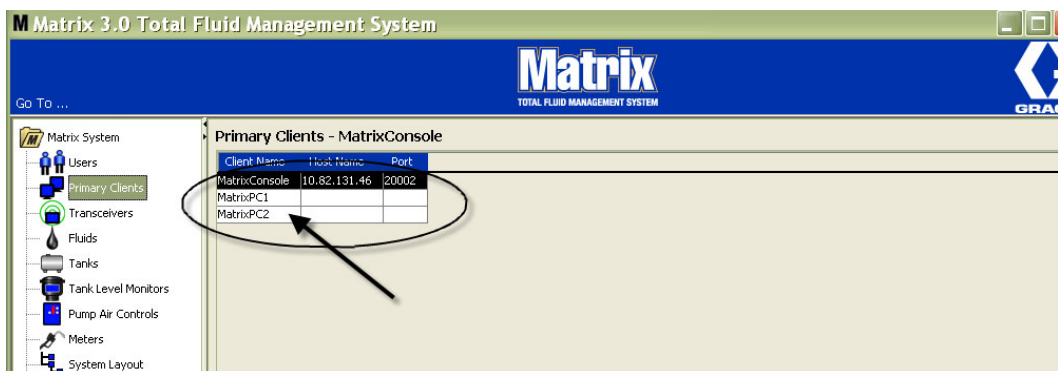 M Matrix 3.0 Total Fluid Management System
Matrix
TOTAL FLUID MANAGEMENT SYSTEM
Go To ...
Matrix System
Users
Primary Clients
Transceivers
Fluids
Tanks
Tank Level Monitors
Pump Air Controls
Meters
System Layout
Primary Clients - MatrixConsole
Client Name Host Name Port
MatrixConsole 10.82.131.46 20002
MatrixPC1
MatrixPC2